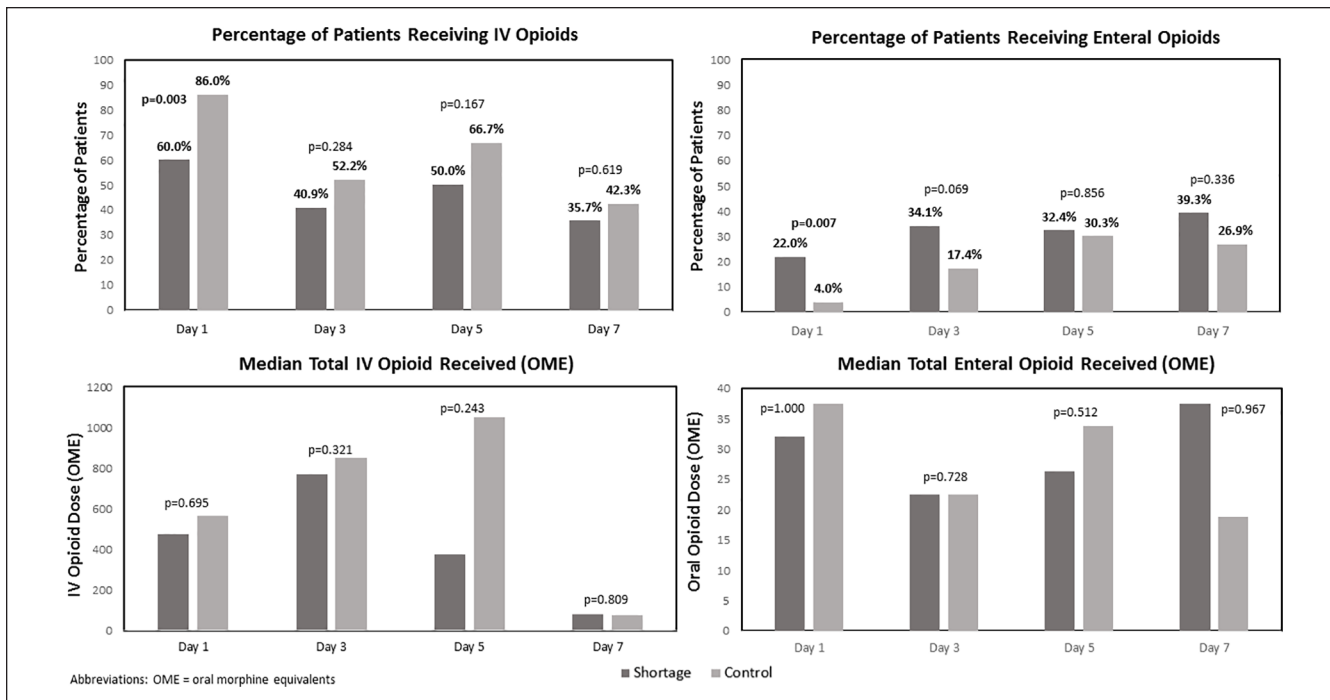 Percentage of Patients Receiving IV Opioids
Percentage of Patients
100
90
80
70
60
50
40
30
20
10
0
p=0.003
86.0%
60.0%
p=0.284
52.2%
40.9%
p=0.167
66.7%
50.0%
p=0.619
42.3%
35.7%
Day 1
Day 3
Day 5
Day 7
Percentage of Patients Receiving Enteral Opioids
Percentage of Patients
100
90
80
70
60
50
40
30
20
10
0
p=0.007
22.0%
4.0%
p=0.069
34.1%
17.4%
p=0.856
32.4%
30.3%
p=0.336
39.3%
26.9%
Day 1
Day 3
Day 5
Day 7
Median Total IV Opioid Received (OME)
IV Opioid Dose (OME)
1200
1000
800
600
400
200
0
p=0.695
p=0.321
p=0.243
p=0.809
Day 1
Day 3
Day 5
Day 7
Median Total Enteral Opioid Received (OME)
Oral Opioid Dose (OME)
40
35
30
25
20
15
10
5
0
p=1.000
p=0.728
p=0.512
p=0.967
Day 1
Day 3
Day 5
Day 7
Shortage
Control
Abbreviations: OME = oral morphine equivalents